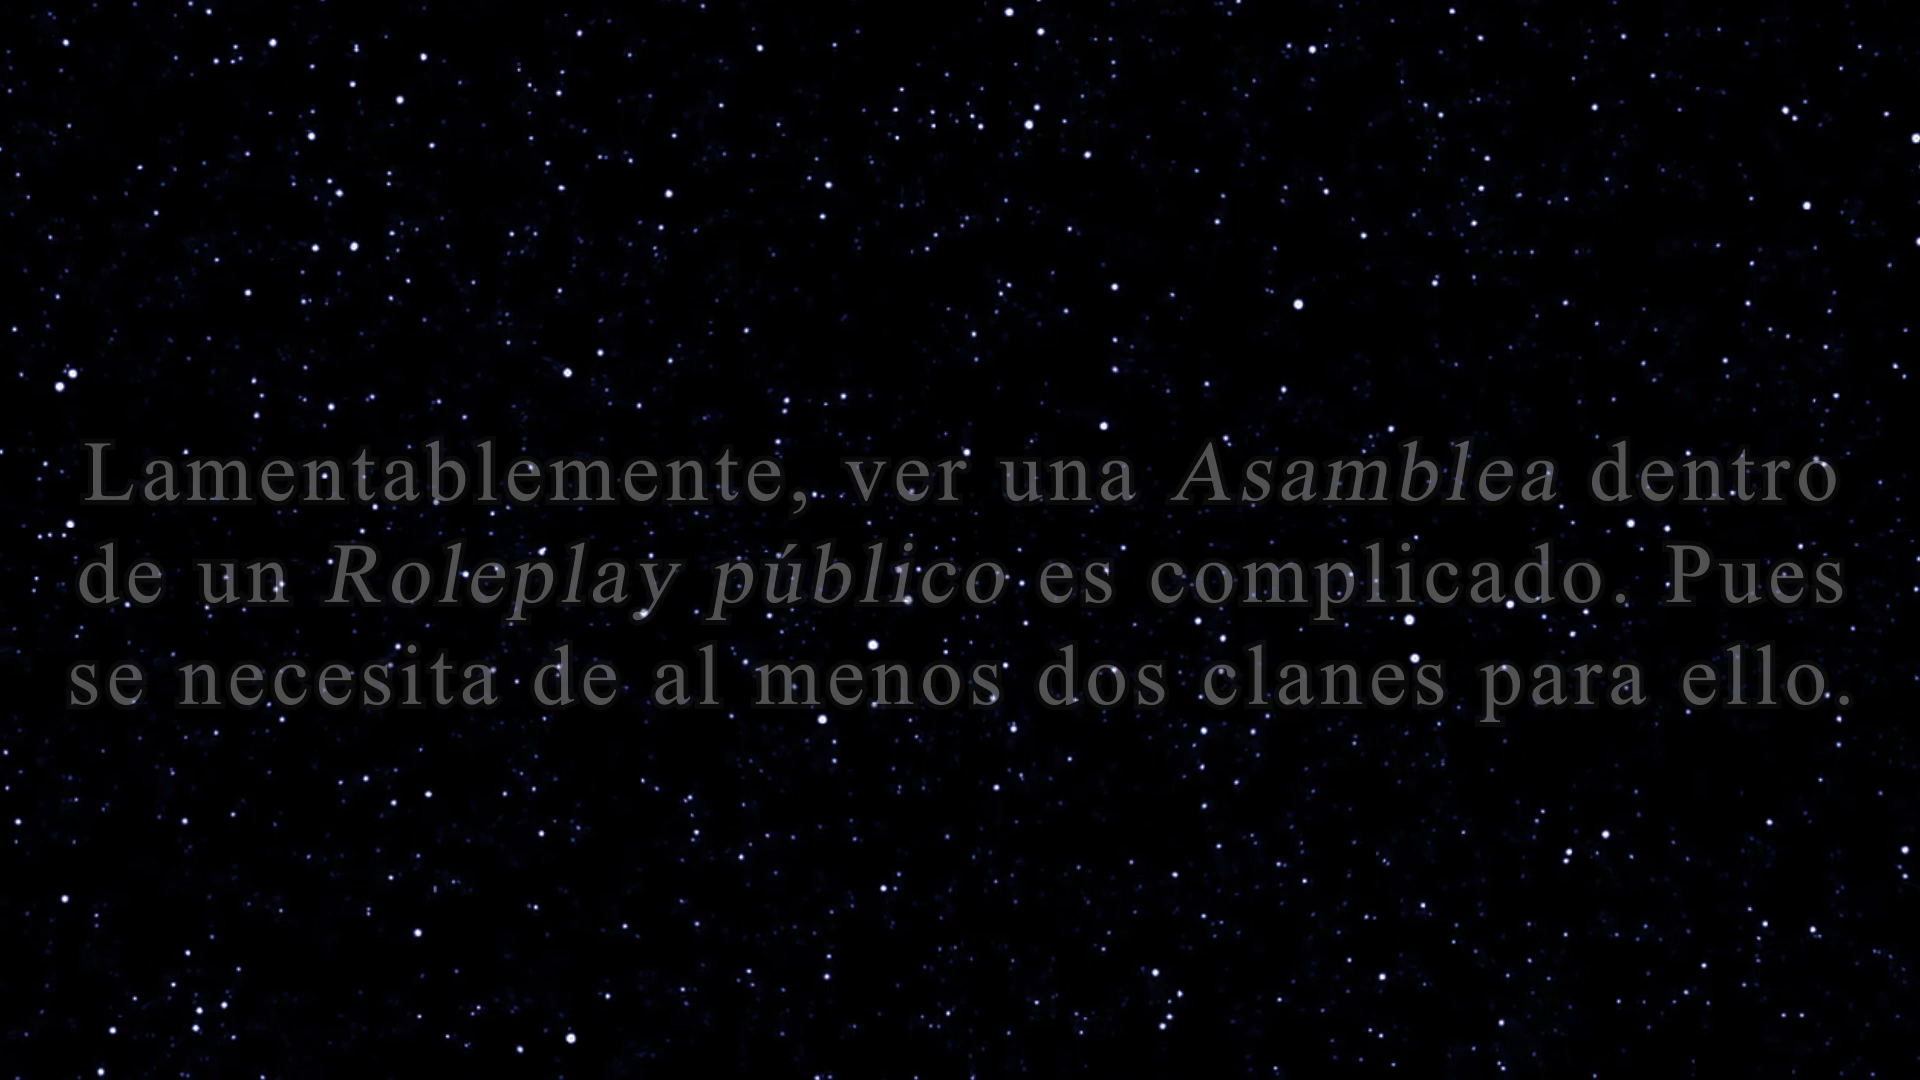 Lamentablemente, ver una Asamblea dentro
de un Roleplay público es complicado. Pues
se necesita de al menos dos clanes para ello.